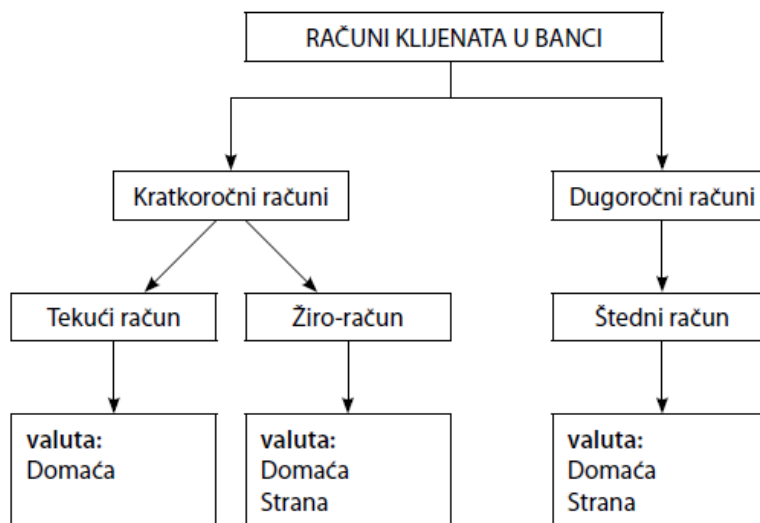 RAČUNI KLIJENATA U BANCI
Kratkoročni računi
Dugoročni računi
Tekući račun
Žiro-račun
Štedni račun
valuta:
Domaća
valuta:
Domaća
Strana
valuta:
Domaća
Strana